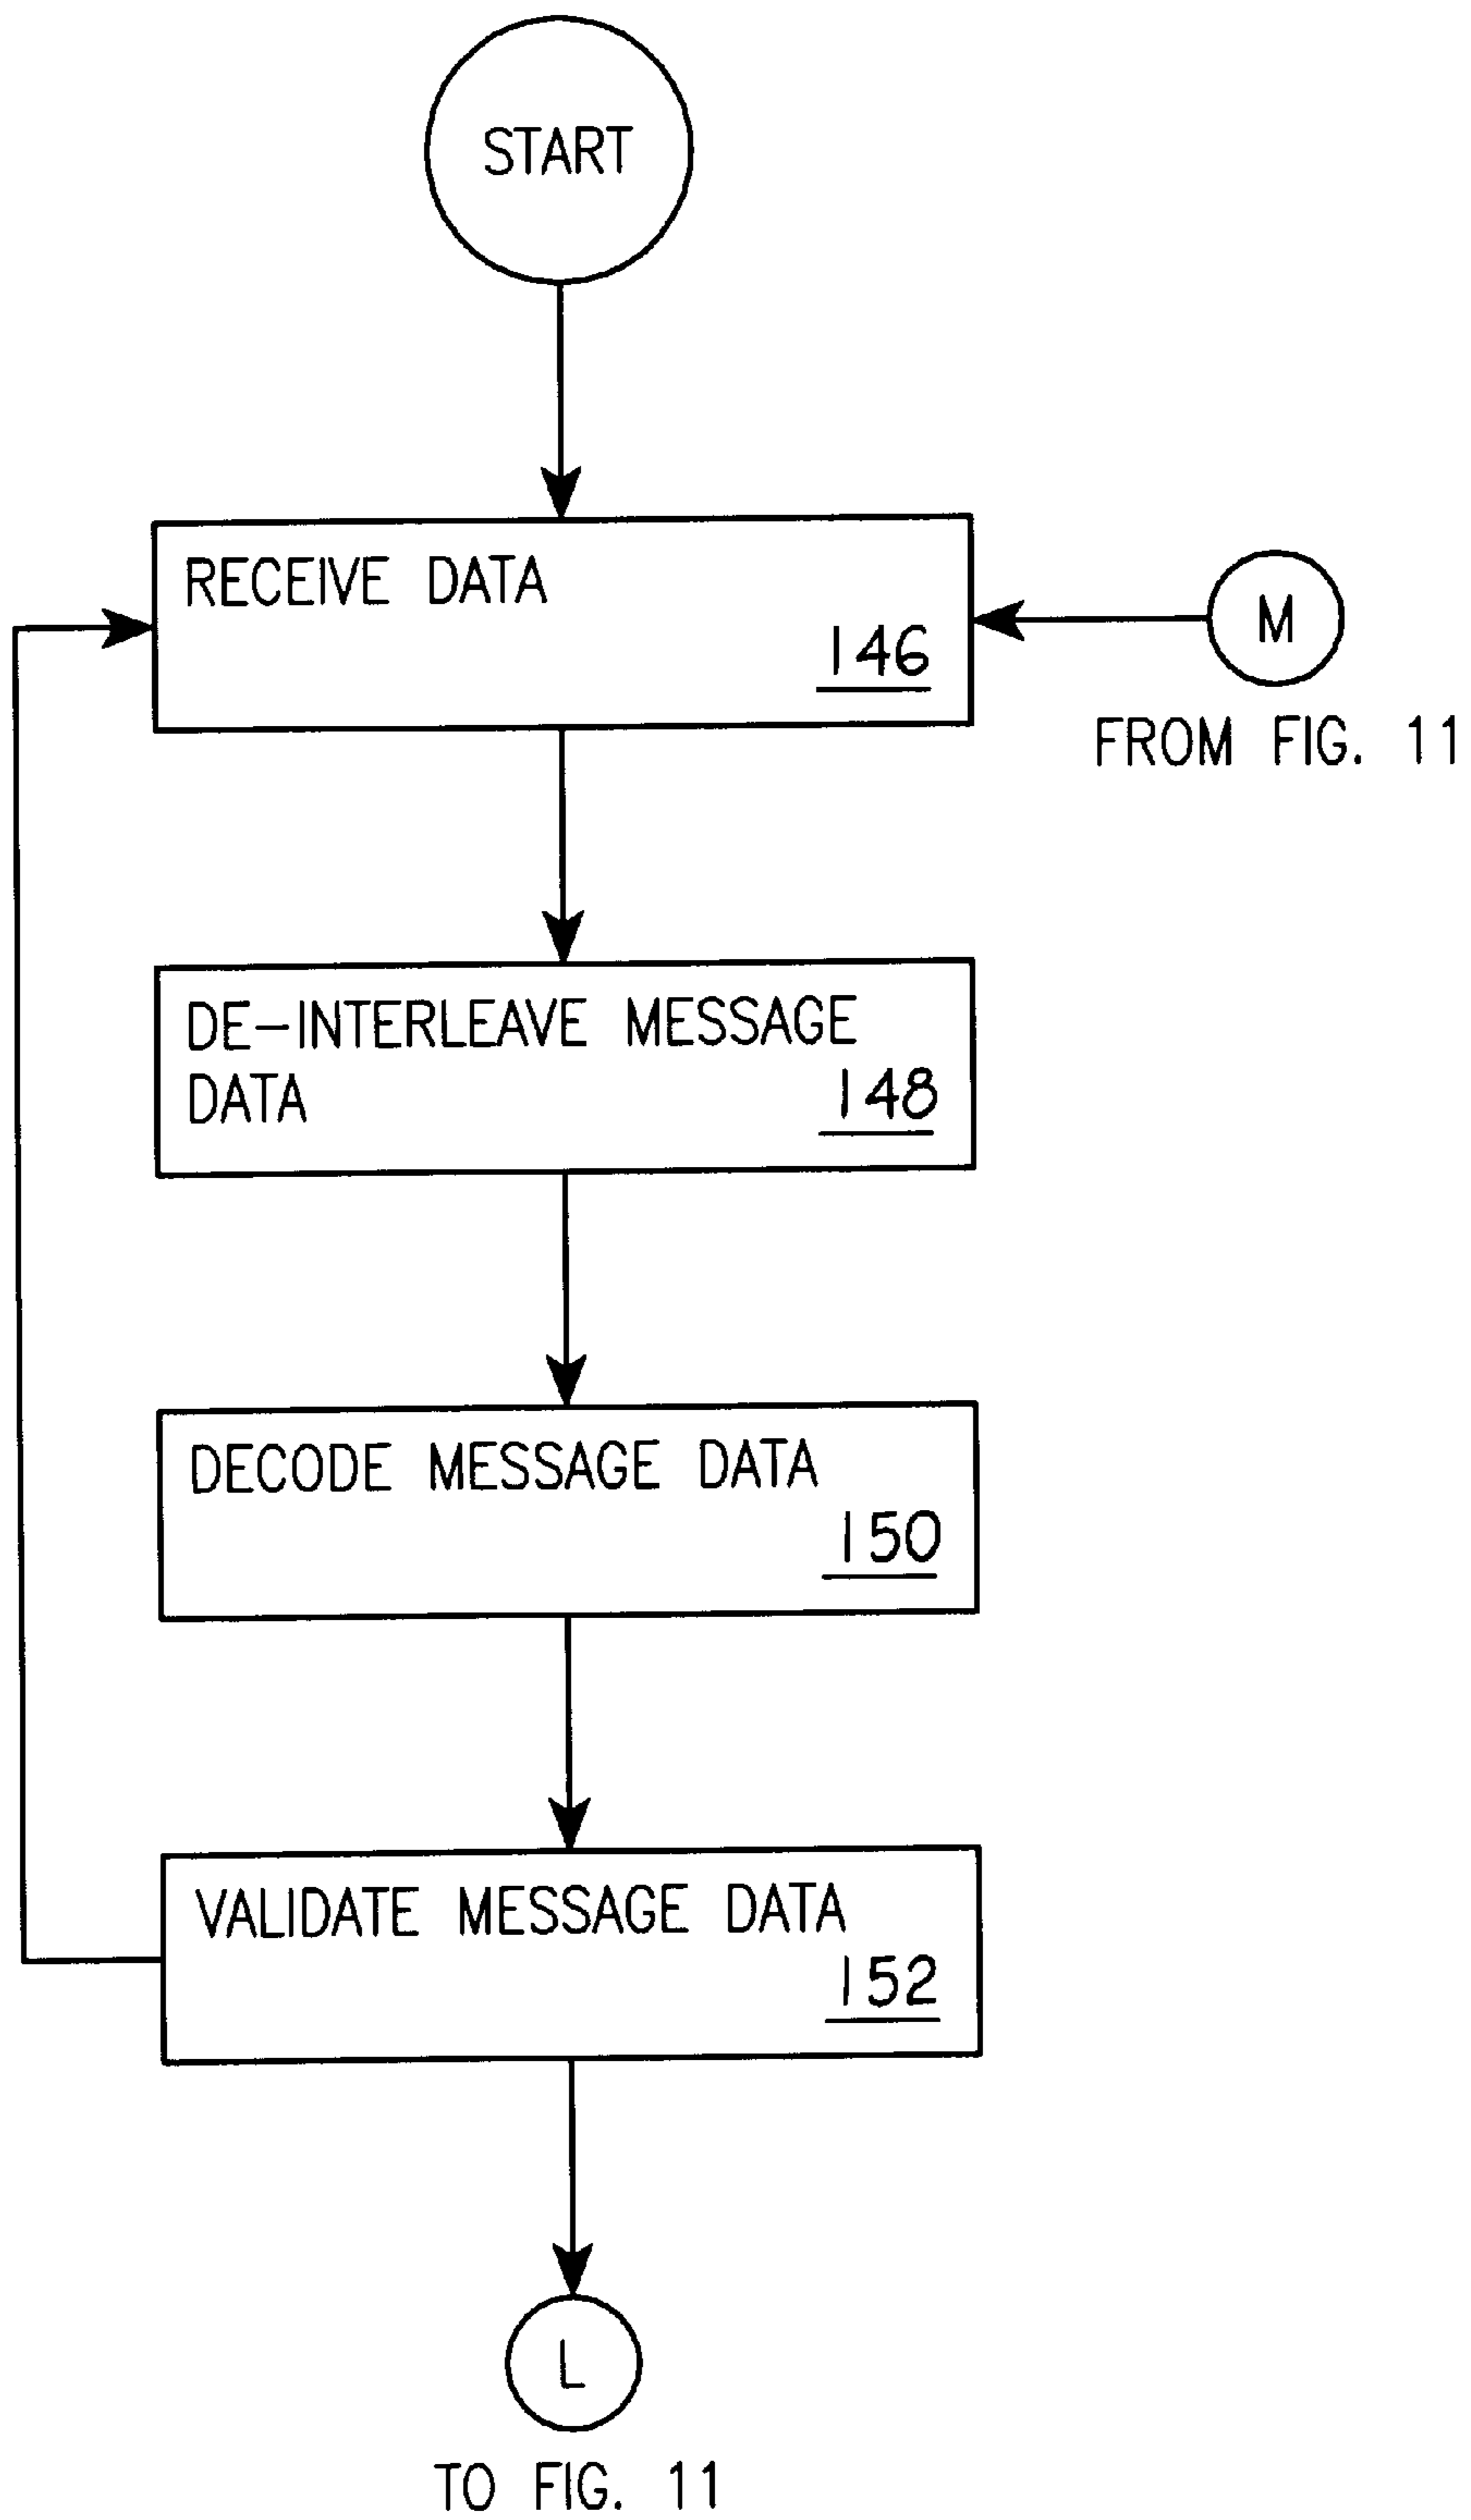 START
RECEIVE DATA
146
M
FROM FIG. 11
DE-INTERLEAVE MESSAGE
DATA
148
DECODE MESSAGE DATA
150
VALIDATE MESSAGE DATA
152
L
TO FIG. 11